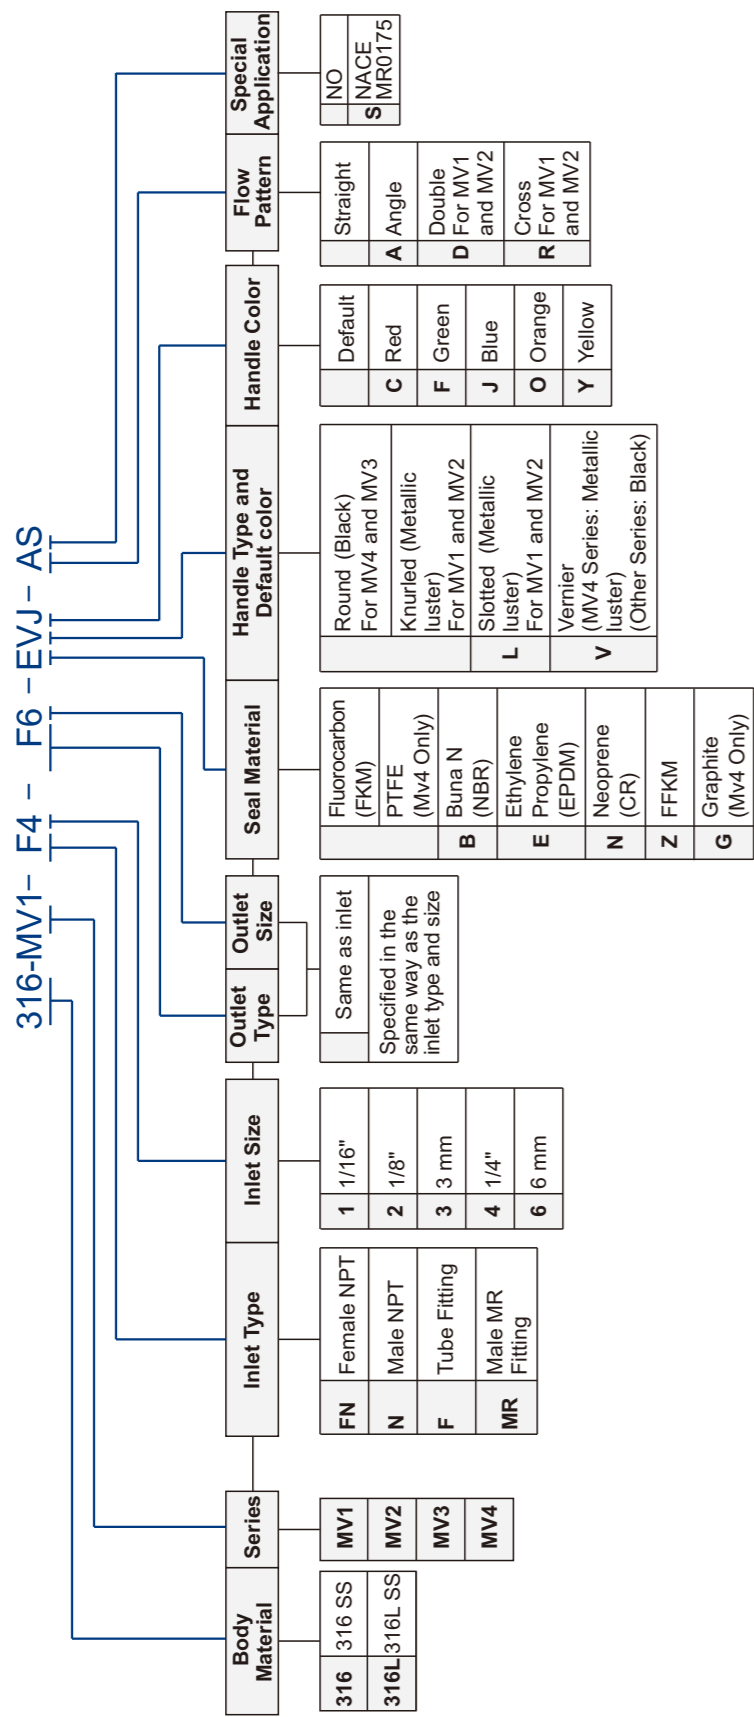 316-MV1- F4 - F6 -EVJ- AS
Body
Material
Series
Inlet Type
Inlet Size
Outlet
Type
Outlet
Size
Seal Material
Handle Type and
Default color
Handle Color
Flow
Pattern
Special
Application
316 316 SS
316L 316L SS
MV1
MV2
MV3
MV4
FN Female NPT
N Male NPT
F Tube Fitting
MR Male MR
Fitting
1 1/16"
2 1/8"
3 3 mm
4 1/4"
6 6 mm
Same as inlet
Specified in the
same way as the
inlet type and size
Fluorocarbon
(FKM)
PTFE
(Mv4 Only)
B Buna N
(NBR)
E Ethylene
Propylene
(EPDM)
N Neoprene
(CR)
Z FFKM
G Graphite
(Mv4 Only)
Round (Black)
For MV4 and MV3
Knurled (Metallic
luster)
For MV1 and MV2
L Slotted (Metallic
luster)
For MV1 and MV2
V Vernier
(MV4 Series: Metallic
luster)
(Other Series: Black)
Default
C Red
F Green
J Blue
O Orange
Y Yellow
Straight
A Angle
D Double
For MV1
and MV2
R Cross
For MV1
and MV2
NO
S NACE
MR0175